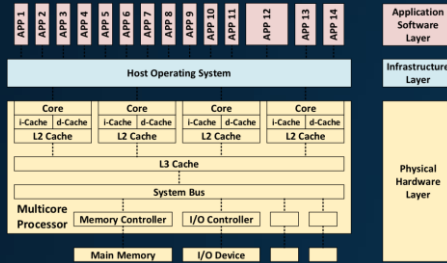 APP 1
APP 2
APP 3
APP 4
APP 5
APP 6
APP 7
APP 8
APP 9
APP 10
APP 11
APP 12
APP 13
APP 14
Application
Software
Layer
Host Operating System
Infrastructure
Layer
Core Core Core Core
i-Cache d-Cache i-Cache d-Cache i-Cache d-Cache i-Cache d-Cache
L2 Cache L2 Cache L2 Cache L2 Cache
L3 Cache
System Bus
Multicore
Processor
Memory Controller I/O Controller
Main Memory I/O Device
Physical
Hardware
Layer